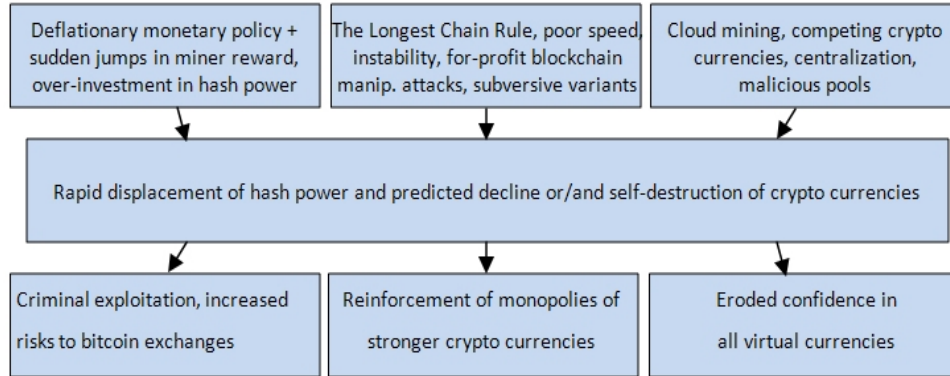 Deflationary monetary policy +
sudden jumps in miner reward,
over-investment in hash power
The Longest Chain Rule, poor speed,
instability, for-profit blockchain
manip. attacks, subversive variants
Cloud mining, competing crypto
currencies, centralization,
malicious pools
Rapid displacement of hash power and predicted decline or/and self-destruction of crypto currencies
Criminal exploitation, increased
risks to bitcoin exchanges
Reinforcement of monopolies of
stronger crypto currencies
Eroded confidence in
all virtual currencies